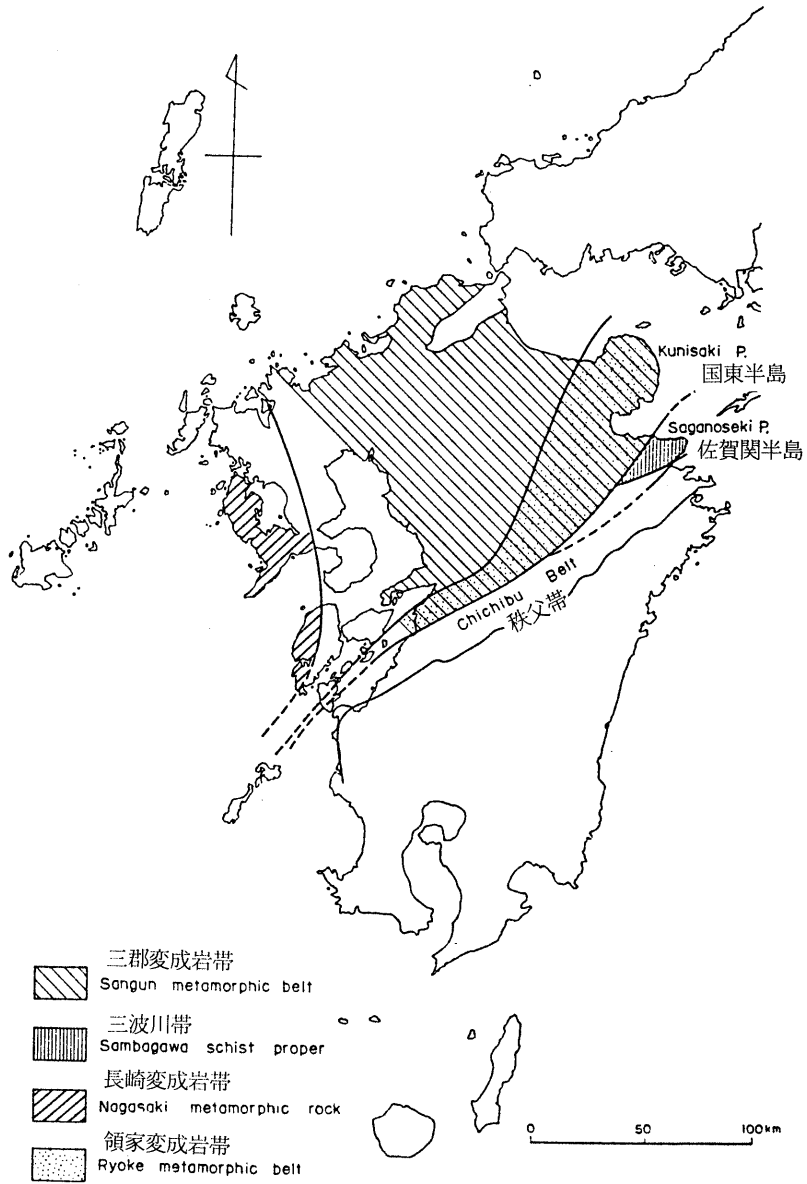 Kunisaki P.
国東半島
Saganoseki P.
佐賀関半島
Chichibu Belt
秩父帯
三郡変成岩帯
Sangun metamorphic belt
三波川帯
Sambagawa schist proper
長崎変成岩帯
Nagasaki metamorphic rock
領家変成岩帯
Ryoke metamorphic belt
0 50 100km